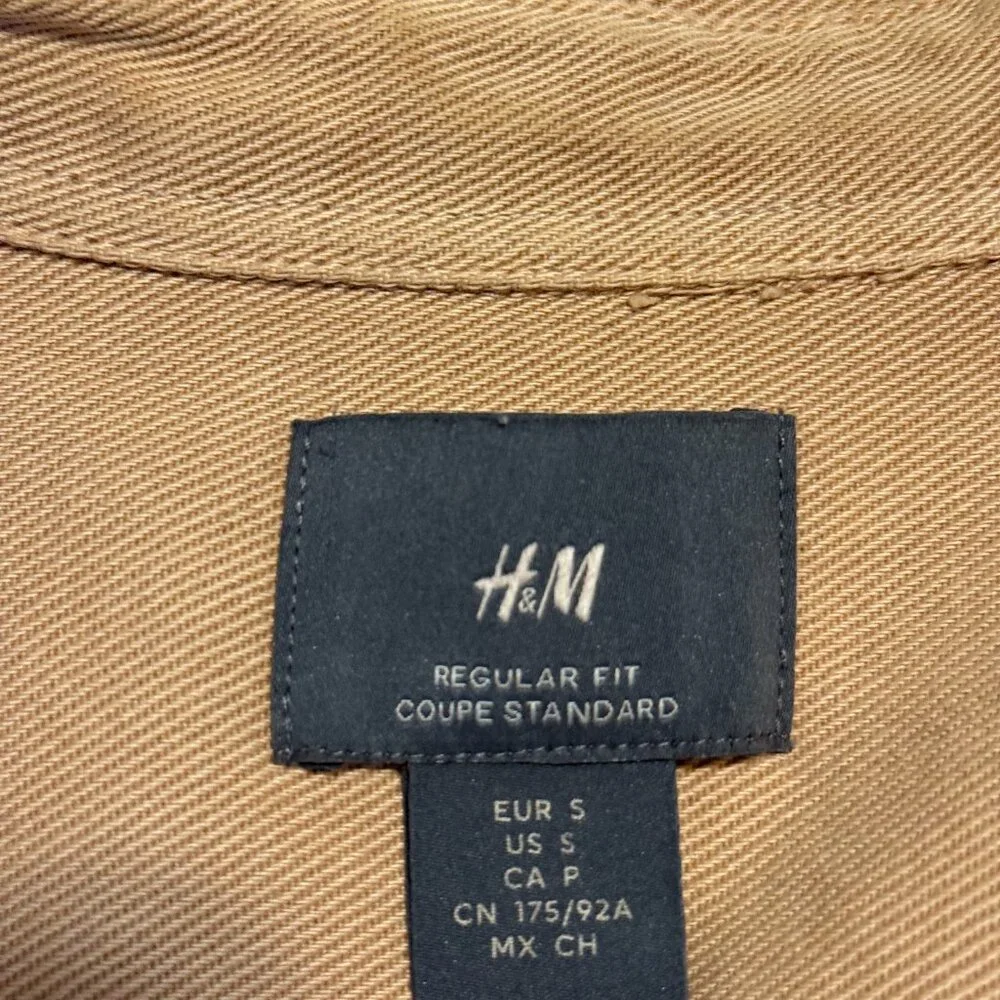 H&M
REGULAR FIT
COUPE STANDARD
EUR S
US S
CA P
CN 175/92A
MX CH